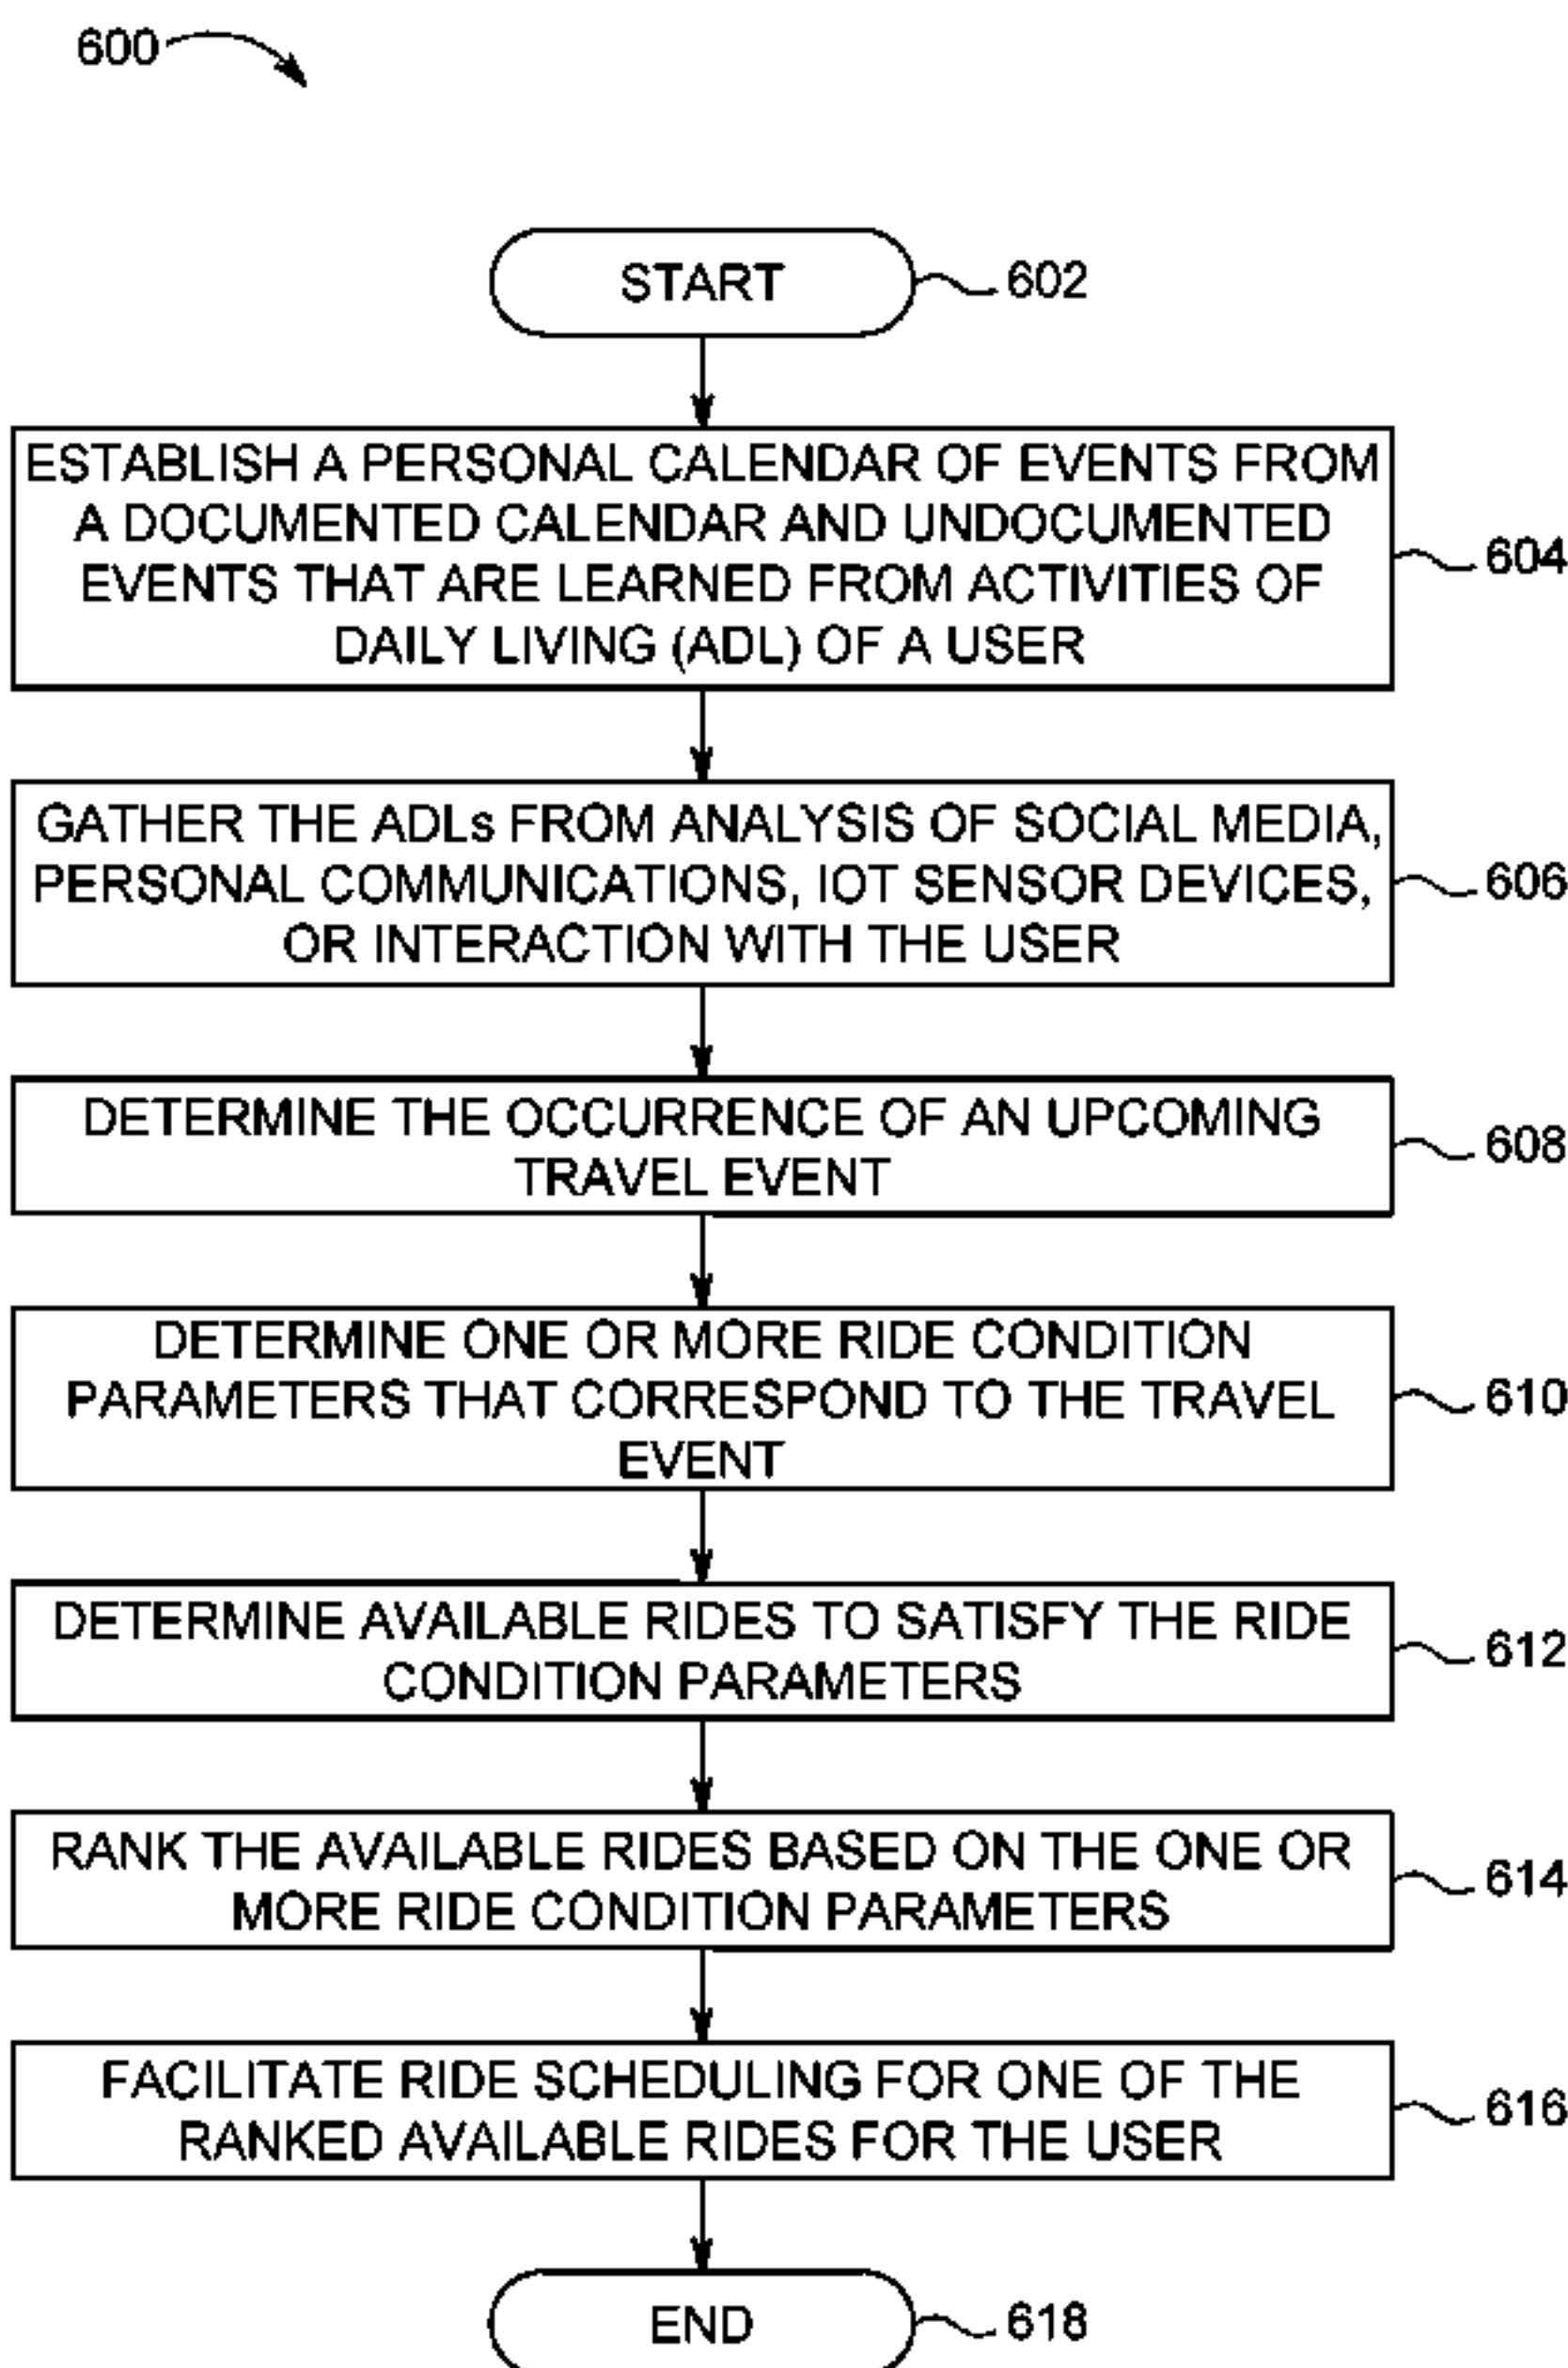 600
START
602
ESTABLISH A PERSONAL CALENDAR OF EVENTS FROM
A DOCUMENTED CALENDAR AND UNDOCUMENTED
EVENTS THAT ARE LEARNED FROM ACTIVITIES OF
DAILY LIVING (ADL) OF A USER
604
GATHER THE ADLs FROM ANALYSIS OF SOCIAL MEDIA,
PERSONAL COMMUNICATIONS, IOT SENSOR DEVICES,
OR INTERACTION WITH THE USER
606
DETERMINE THE OCCURRENCE OF AN UPCOMING
TRAVEL EVENT
608
DETERMINE ONE OR MORE RIDE CONDITION
PARAMETERS THAT CORRESPOND TO THE TRAVEL
EVENT
610
DETERMINE AVAILABLE RIDES TO SATISFY THE RIDE
CONDITION PARAMETERS
612
RANK THE AVAILABLE RIDES BASED ON THE ONE OR
MORE RIDE CONDITION PARAMETERS
614
FACILITATE RIDE SCHEDULING FOR ONE OF THE
RANKED AVAILABLE RIDES FOR THE USER
616
END
618